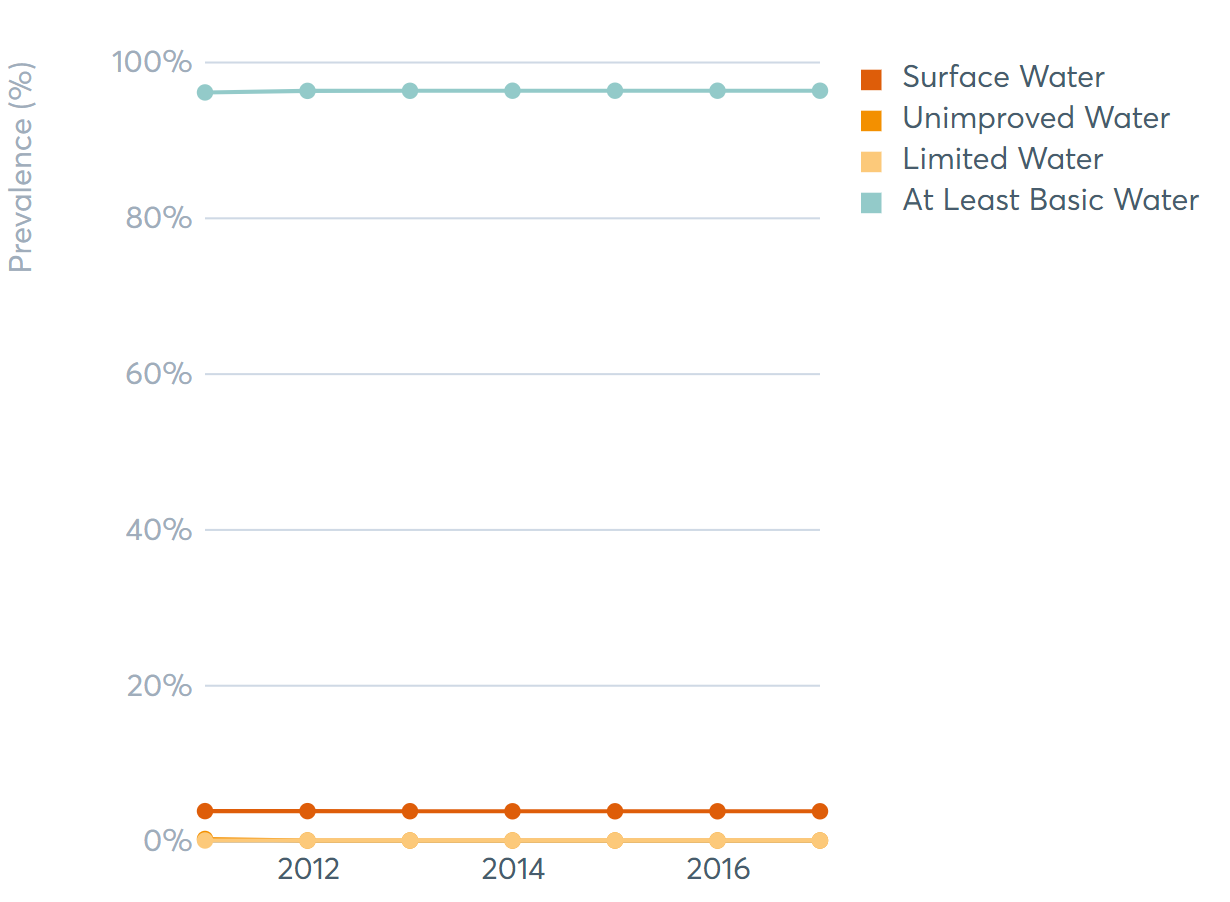 Prevalence (%)
100%
80%
60%
40%
20%
0%
2012
2014
2016
Surface Water
Unimproved Water
Limited Water
At Least Basic Water